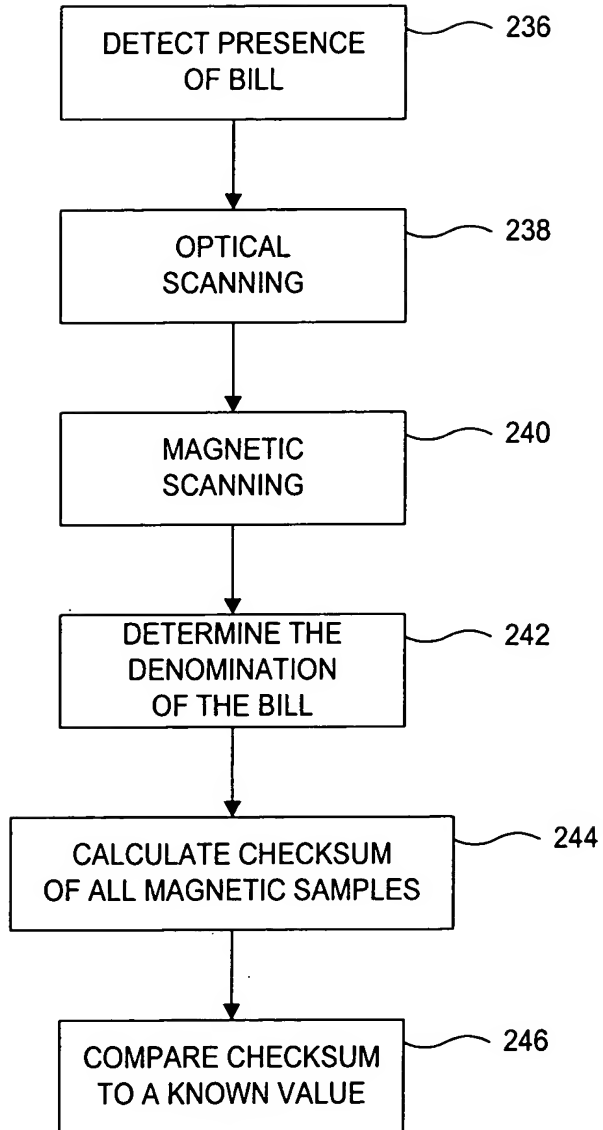 DETECT PRESENCE
OF BILL
236
OPTICAL
SCANNING
238
MAGNETIC
SCANNING
240
DETERMINE THE
DENOMINATION
OF THE BILL
242
CALCULATE CHECKSUM
OF ALL MAGNETIC SAMPLES
244
COMPARE CHECKSUM
TO A KNOWN VALUE
246